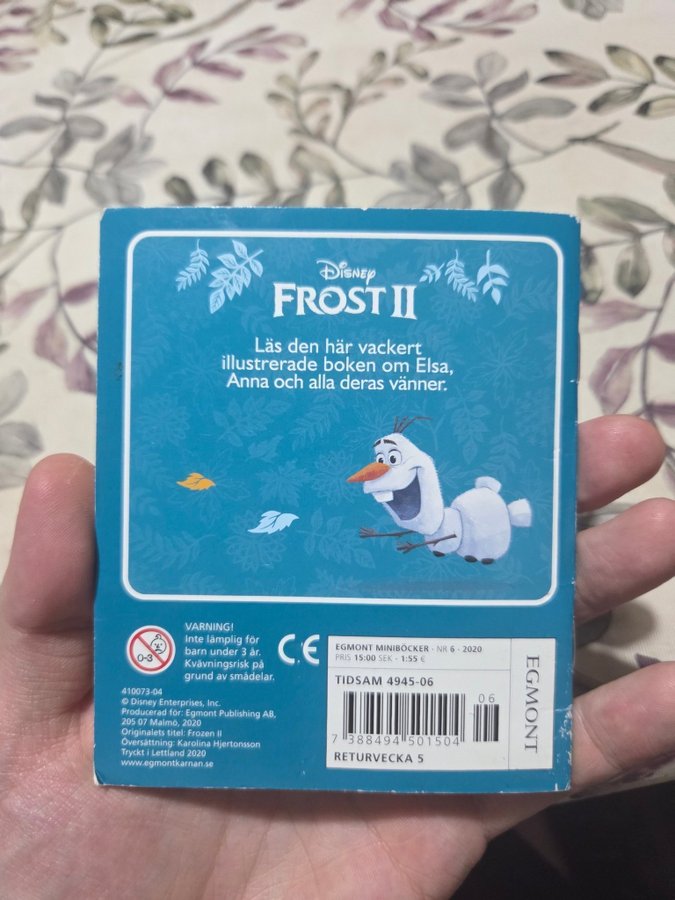 Disney
FROST II
Läs den här vackert
illustrerade boken om Elsa,
Anna och alla deras vänner.
0-3
VARNING!
Inte lämplig för
barn under 3 år.
Kvävningsrisk på
grund av smådelar.
CE
410073-04
© Disney Enterprises, Inc.
Producerad för: Egmont Publishing AB,
205 07 Malmö, 2020
Originalets titel: Frozen II
Översättning: Karolina Hjertonsson
Tryckt i Lettland 2020
www.egmontkarnan.se
EGMONT MINIBÖCKER · NR 6 · 2020
PRIS 15:00 SEK · 1:55 €
TIDSAM 4945-06
06
7 388494 501504
RETURVECKA 5
EGMONT